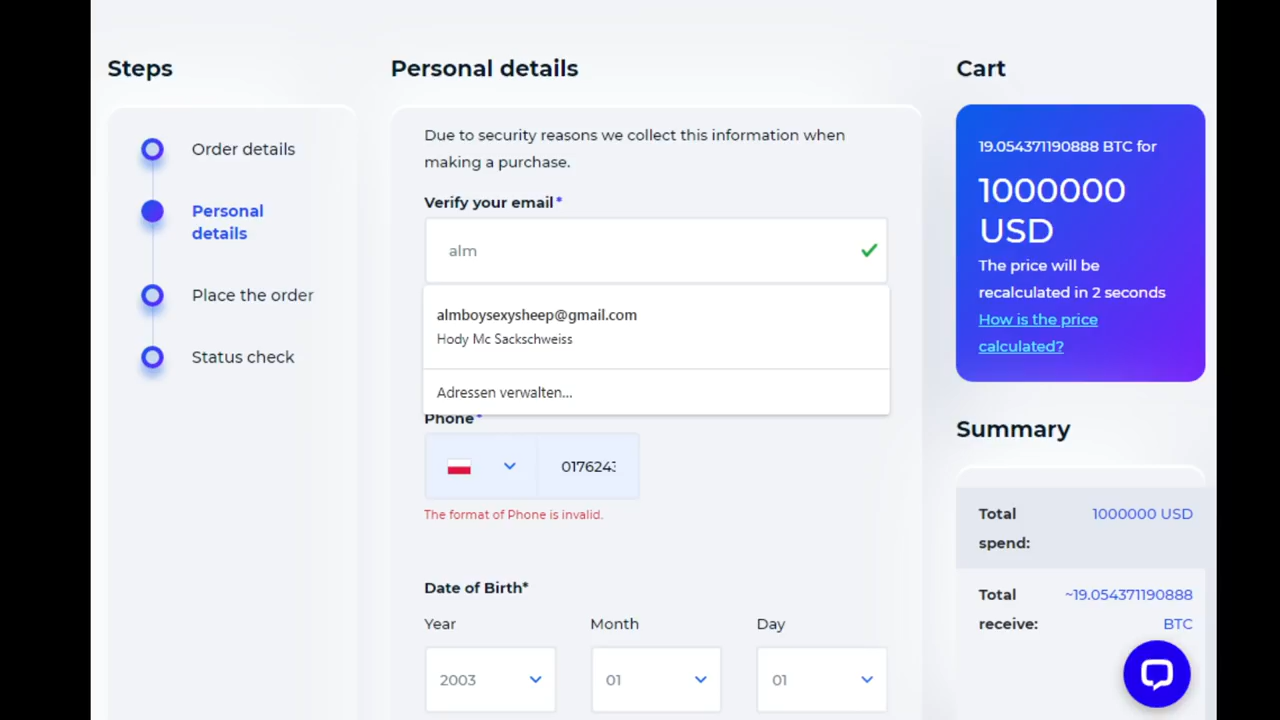 Steps
Order details
Personal
details
Place the order
Status check
Personal details
Due to security reasons we collect this information when
making a purchase.
Verify your email*
alm
almboysexysheep@gmail.com
Hody Mc Sackschweiss
Adressen verwalten...
Phone*
0176243
The format of Phone is invalid.
Date of Birth*
Year Month Day
2003 01 01
Cart
19.054371190888 BTC for
1000000
USD
The price will be
recalculated in 2 seconds
How is the price
calculated?
Summary
Total 1000000 USD
spend:
Total ~19.054371190888
receive: BTC